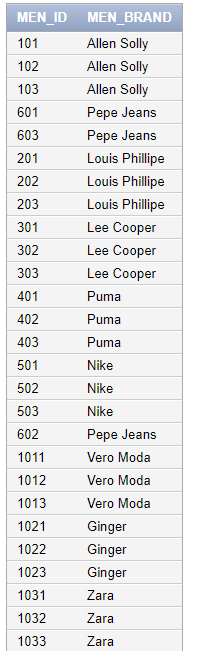 MEN_ID MEN_BRAND
101 Allen Solly
102 Allen Solly
103 Allen Solly
601 Pepe Jeans
603 Pepe Jeans
201 Louis Phillipe
202 Louis Phillipe
203 Louis Phillipe
301 Lee Cooper
302 Lee Cooper
303 Lee Cooper
401 Puma
402 Puma
403 Puma
501 Nike
502 Nike
503 Nike
602 Pepe Jeans
1011 Vero Moda
1012 Vero Moda
1013 Vero Moda
1021 Ginger
1022 Ginger
1023 Ginger
1031 Zara
1032 Zara
1033 Zara